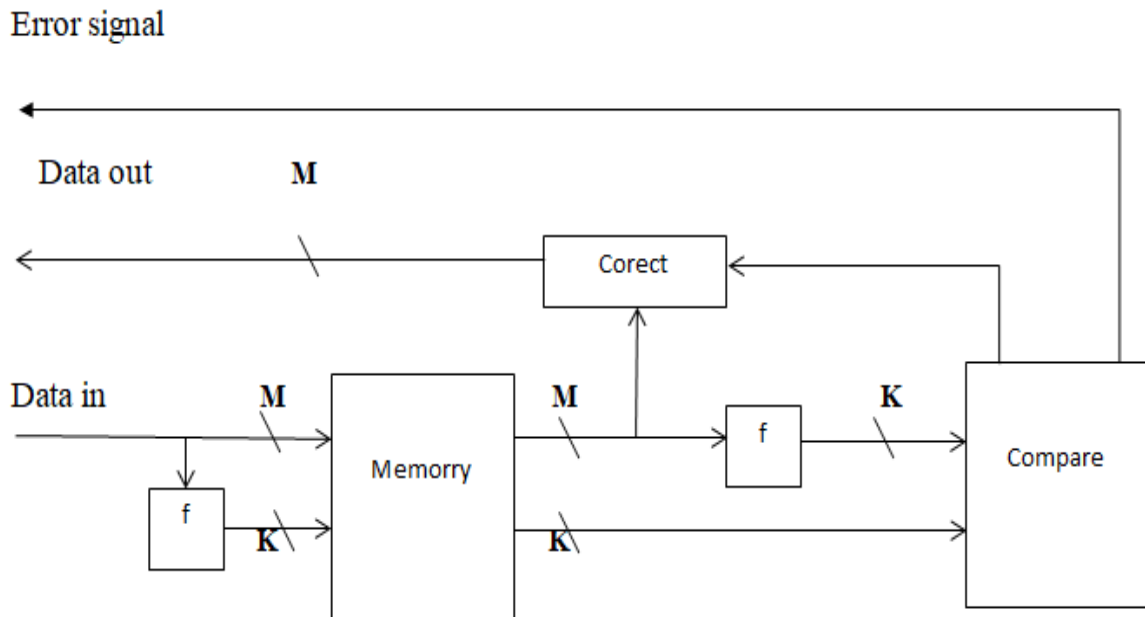 Error signal
Data out M
Corect
Data in M M K
f
Memorry
Compare
f
K K